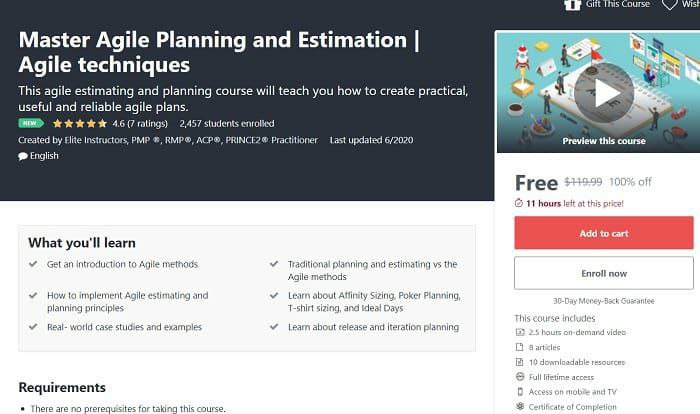 Gift This Course
Wish
Master Agile Planning and Estimation |
Agile techniques
This agile estimating and planning course will teach you how to create practical,
useful and reliable agile plans.
NEW 4.6 (7 ratings) 2,457 students enrolled
Created by Elite Instructors, PMP ®, RMP®, ACP®, PRINCE2® Practitioner Last updated 6/2020
English
Preview this course
Free $119.99 100% off
11 hours left at this price!
Add to cart
Enroll now
30-Day Money-Back Guarantee
This course includes
2.5 hours on-demand video
8 articles
10 downloadable resources
Full lifetime access
Access on mobile and TV
Certificate of Completion
What you'll learn
Get an introduction to Agile methods
Traditional planning and estimating vs the
Agile methods
How to implement Agile estimating and
planning principles
Learn about Affinity Sizing, Poker Planning,
T-shirt sizing, and Ideal Days
Real- world case studies and examples
Learn about release and iteration planning
Requirements
There are no prerequisites for taking this course.